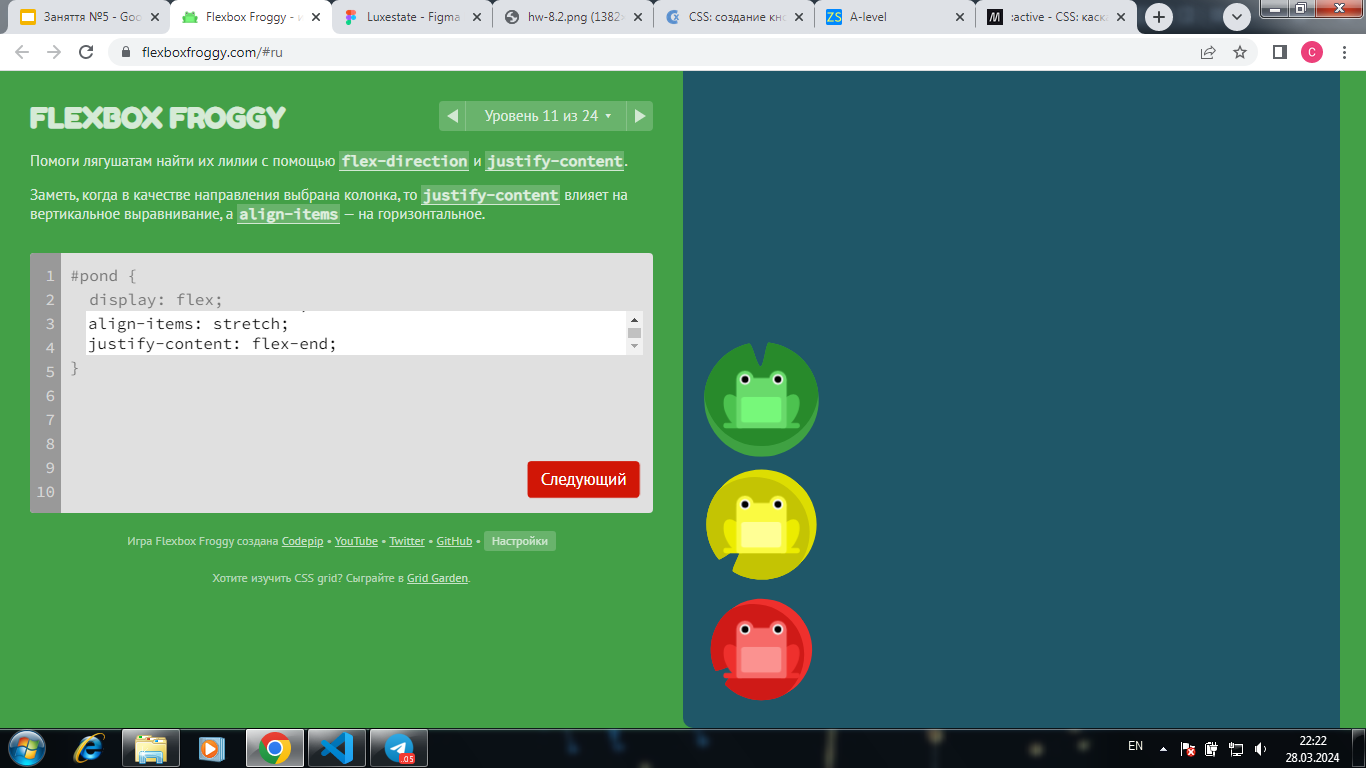 Заняття №5 - Goo
Flexbox Froggy - и
Luxestate - Figma
hw-8.2.png (1382×
CSS: создание кно
ZS A-level
M :active - CSS: каска
flexboxfroggy.com/#ru
C
FLEXBOX FROGGY
Уровень 11 из 24
Помоги лягушатам найти их лилии с помощью flex-direction и justify-content.
Заметь, когда в качестве направления выбрана колонка, то justify-content влияет на
вертикальное выравнивание, а align-items — на горизонтальное.
1 #pond {
2 display: flex;
3 align-items: stretch;
4 justify-content: flex-end;
5 }
6
7
8
9
10
Следующий
Игра Flexbox Froggy создана Codepip • YouTube • Twitter • GitHub • Настройки
Хотите изучить CSS grid? Сыграйте в Grid Garden.
.05
EN
22:22
28.03.2024